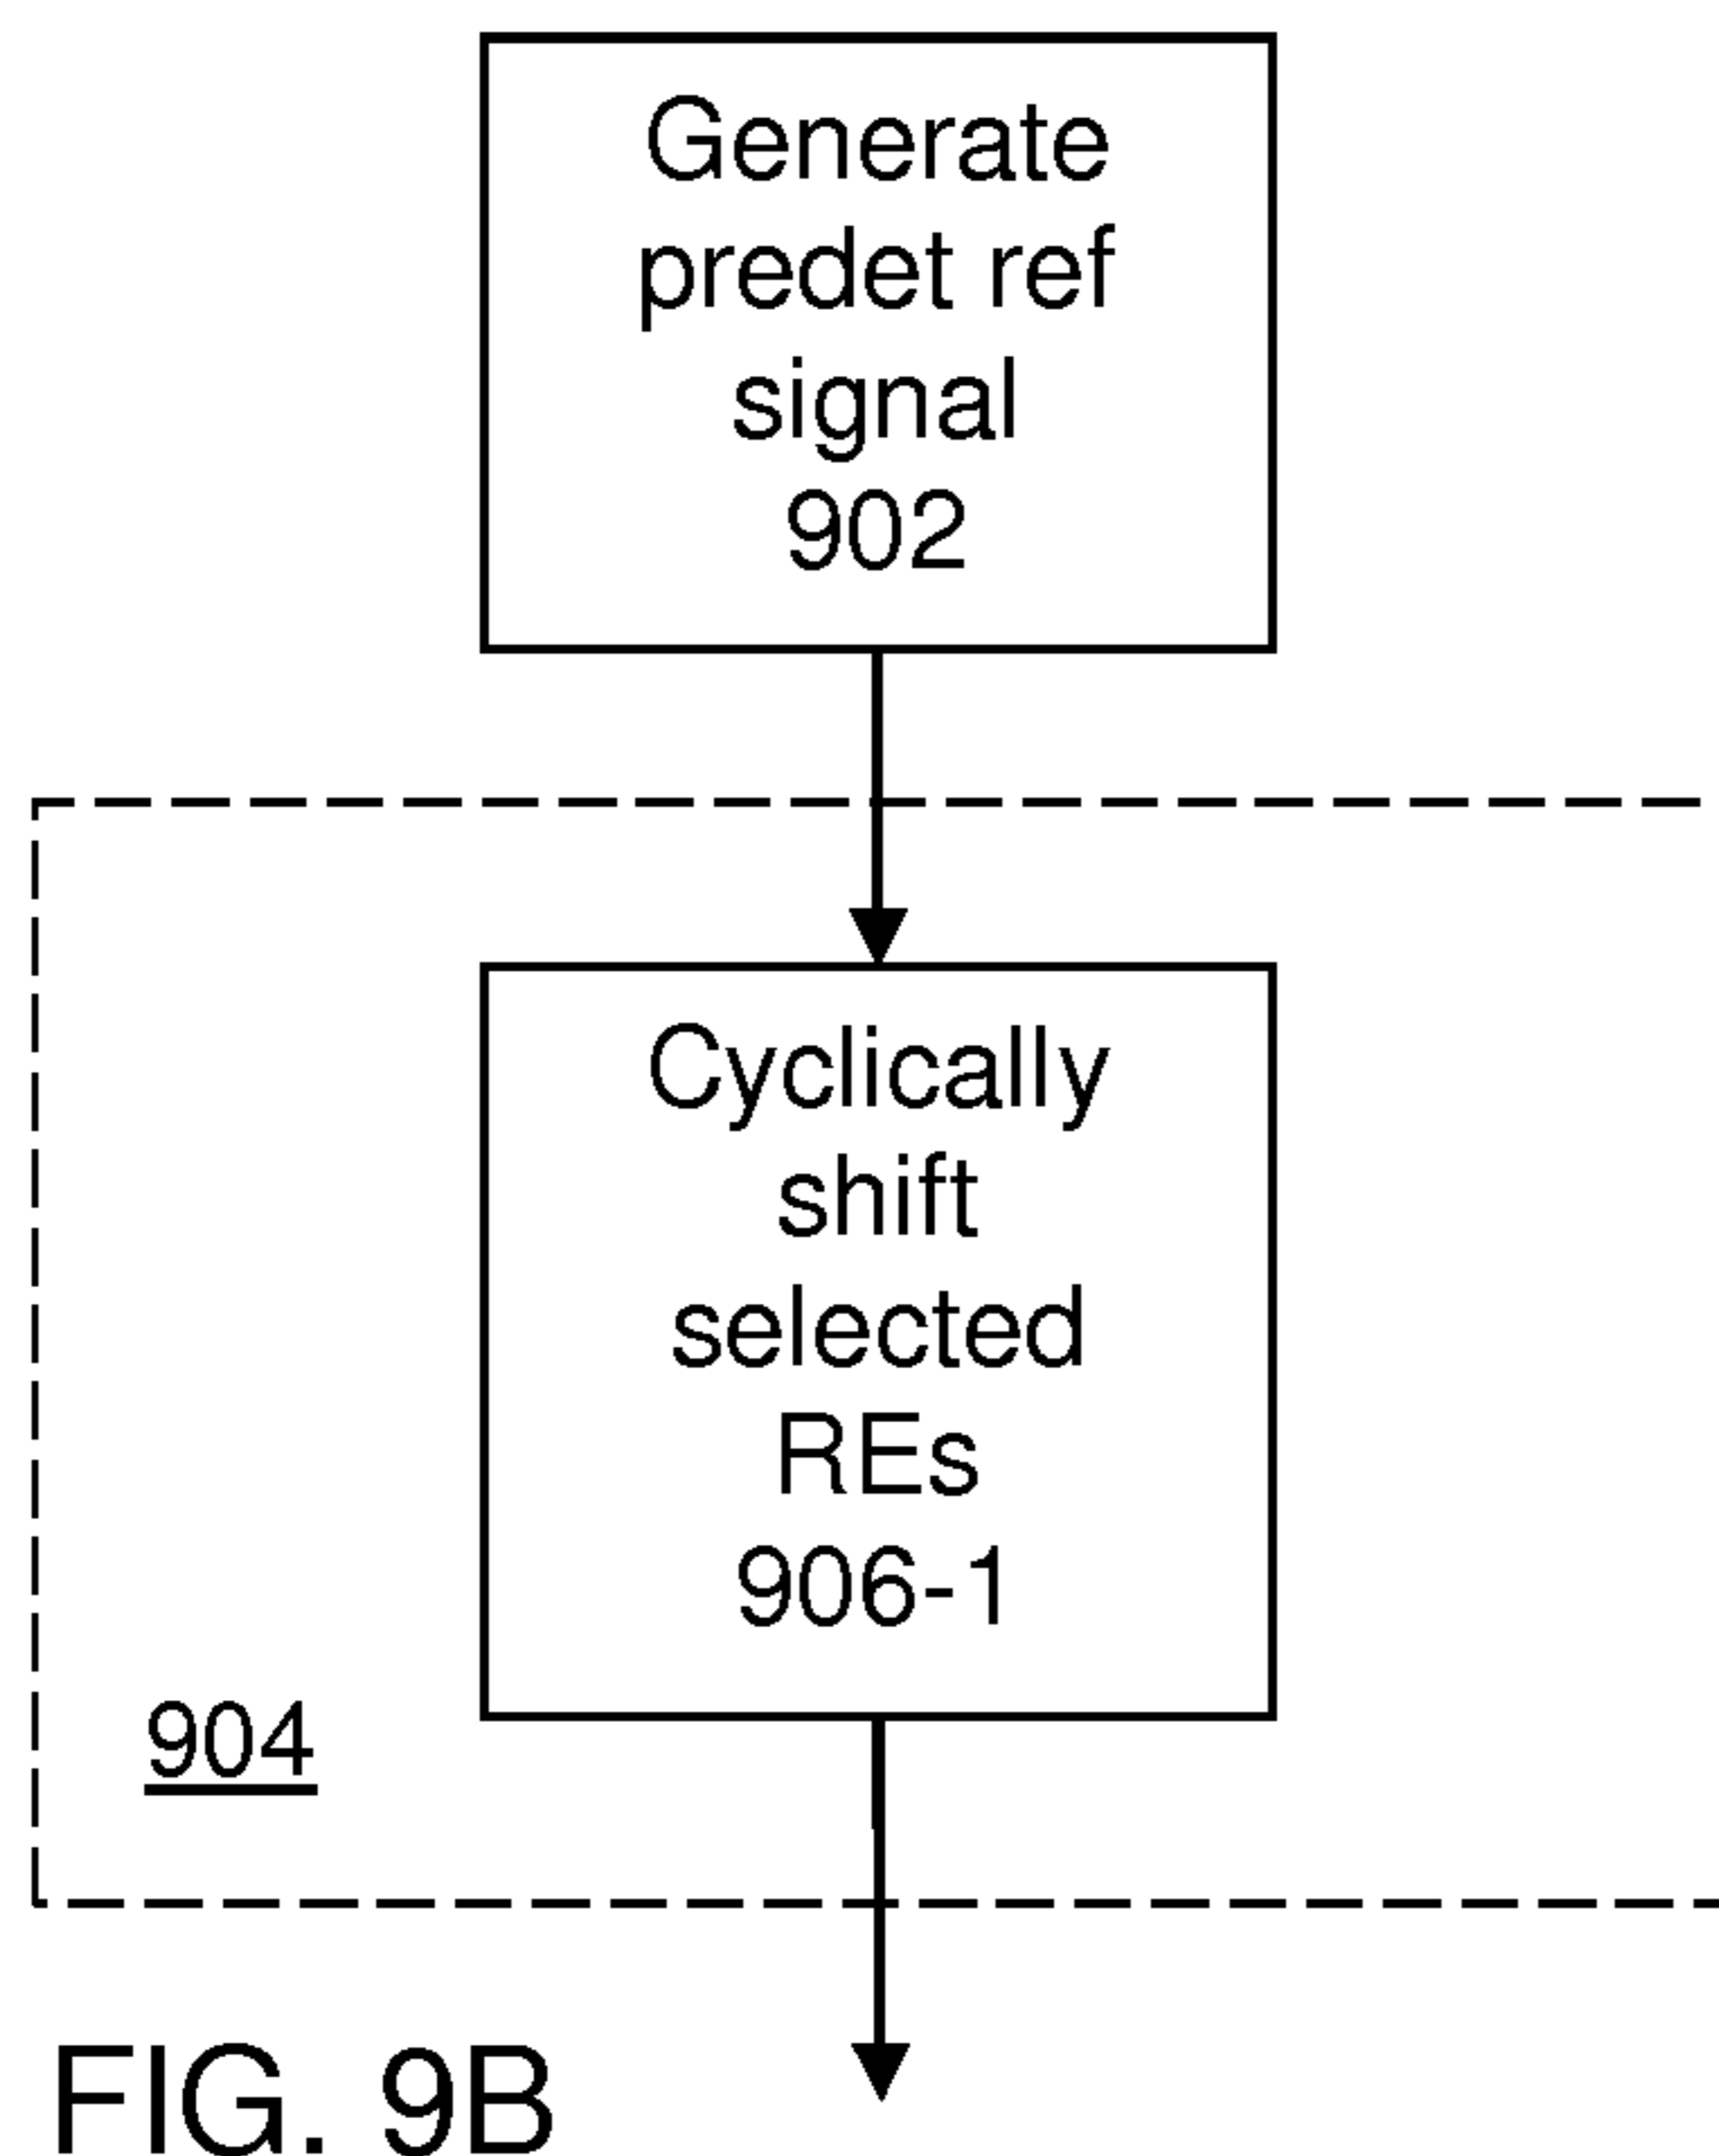 Generate
predet ref
signal
902
Cyclically
shift
selected
REs
906-1
904
FIG. 9B